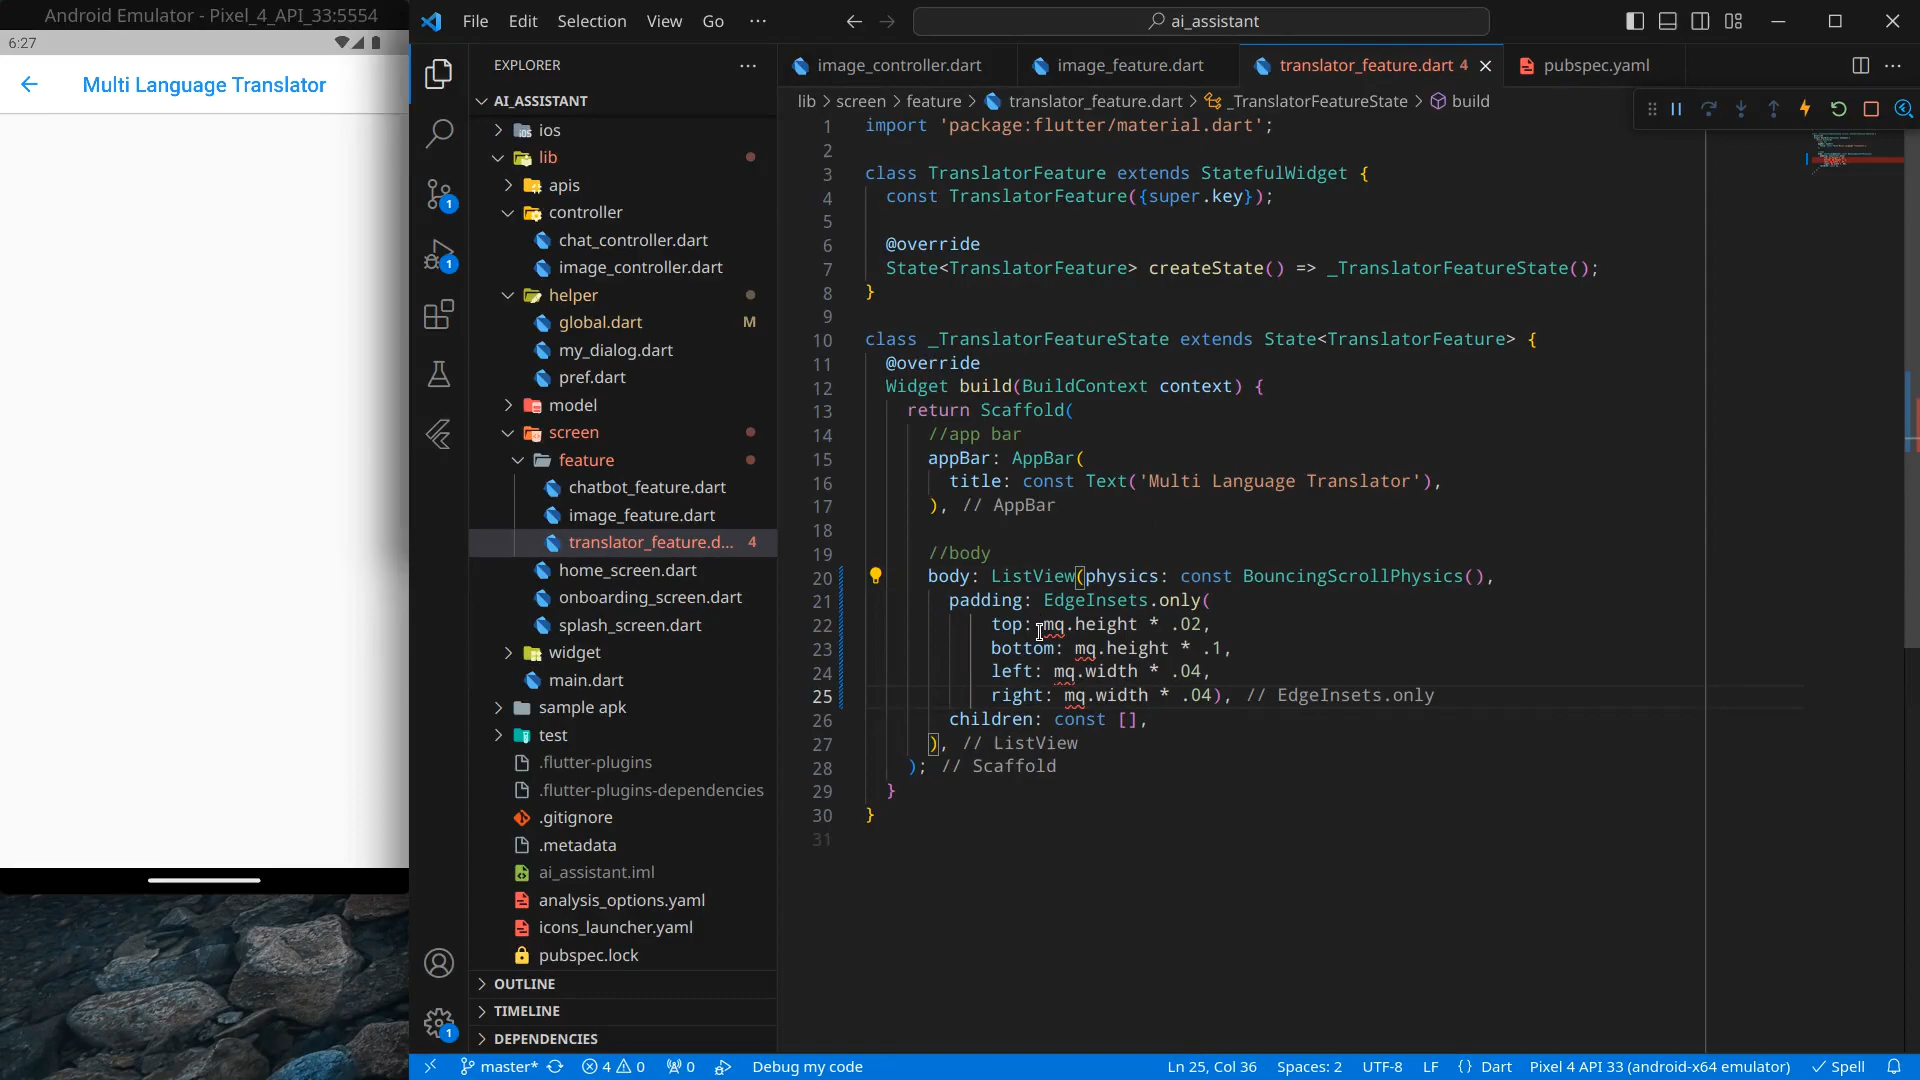 Android Emulator - Pixel_4_API_33:5554
6:27
Multi Language Translator
File Edit Selection View Go ···
ai_assistant
EXPLORER
AI_ASSISTANT
ios
lib
apis
controller
chat_controller.dart
image_controller.dart
helper
global.dart M
my_dialog.dart
pref.dart
model
screen
feature
chatbot_feature.dart
image_feature.dart
translator_feature.d... 4
home_screen.dart
onboarding_screen.dart
splash_screen.dart
widget
main.dart
sample apk
test
.flutter-plugins
.flutter-plugins-dependencies
.gitignore
.metadata
ai_assistant.iml
analysis_options.yaml
icons_launcher.yaml
pubspec.lock
OUTLINE
TIMELINE
DEPENDENCIES
1
1
1
image_controller.dart image_feature.dart translator_feature.dart 4 pubspec.yaml
lib > screen > feature > translator_feature.dart > _TranslatorFeatureState > build
1 import 'package:flutter/material.dart';
2
3 class TranslatorFeature extends StatefulWidget {
4 const TranslatorFeature({super.key});
5
6 @override
7 State<TranslatorFeature> createState() => _TranslatorFeatureState();
8 }
9
10 class _TranslatorFeatureState extends State<TranslatorFeature> {
11 @override
12 Widget build(BuildContext context) {
13 return Scaffold(
14 //app bar
15 appBar: AppBar(
16 title: const Text('Multi Language Translator'),
17 ), // AppBar
18
19 //body
20 body: ListView(physics: const BouncingScrollPhysics(),
21 padding: EdgeInsets.only(
22 top: mq.height * .02,
23 bottom: mq.height * .1,
24 left: mq.width * .04,
25 right: mq.width * .04), // EdgeInsets.only
26 children: const [],
27 ), // ListView
28 ); // Scaffold
29 }
30 }
31
master* 4 0 0 Debug my code Ln 25, Col 36 Spaces: 2 UTF-8 LF {} Dart Pixel 4 API 33 (android-x64 emulator) Spell